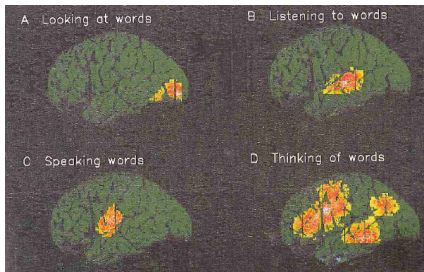 A Looking at words
B Listening to words
C Speaking words
D Thinking of words